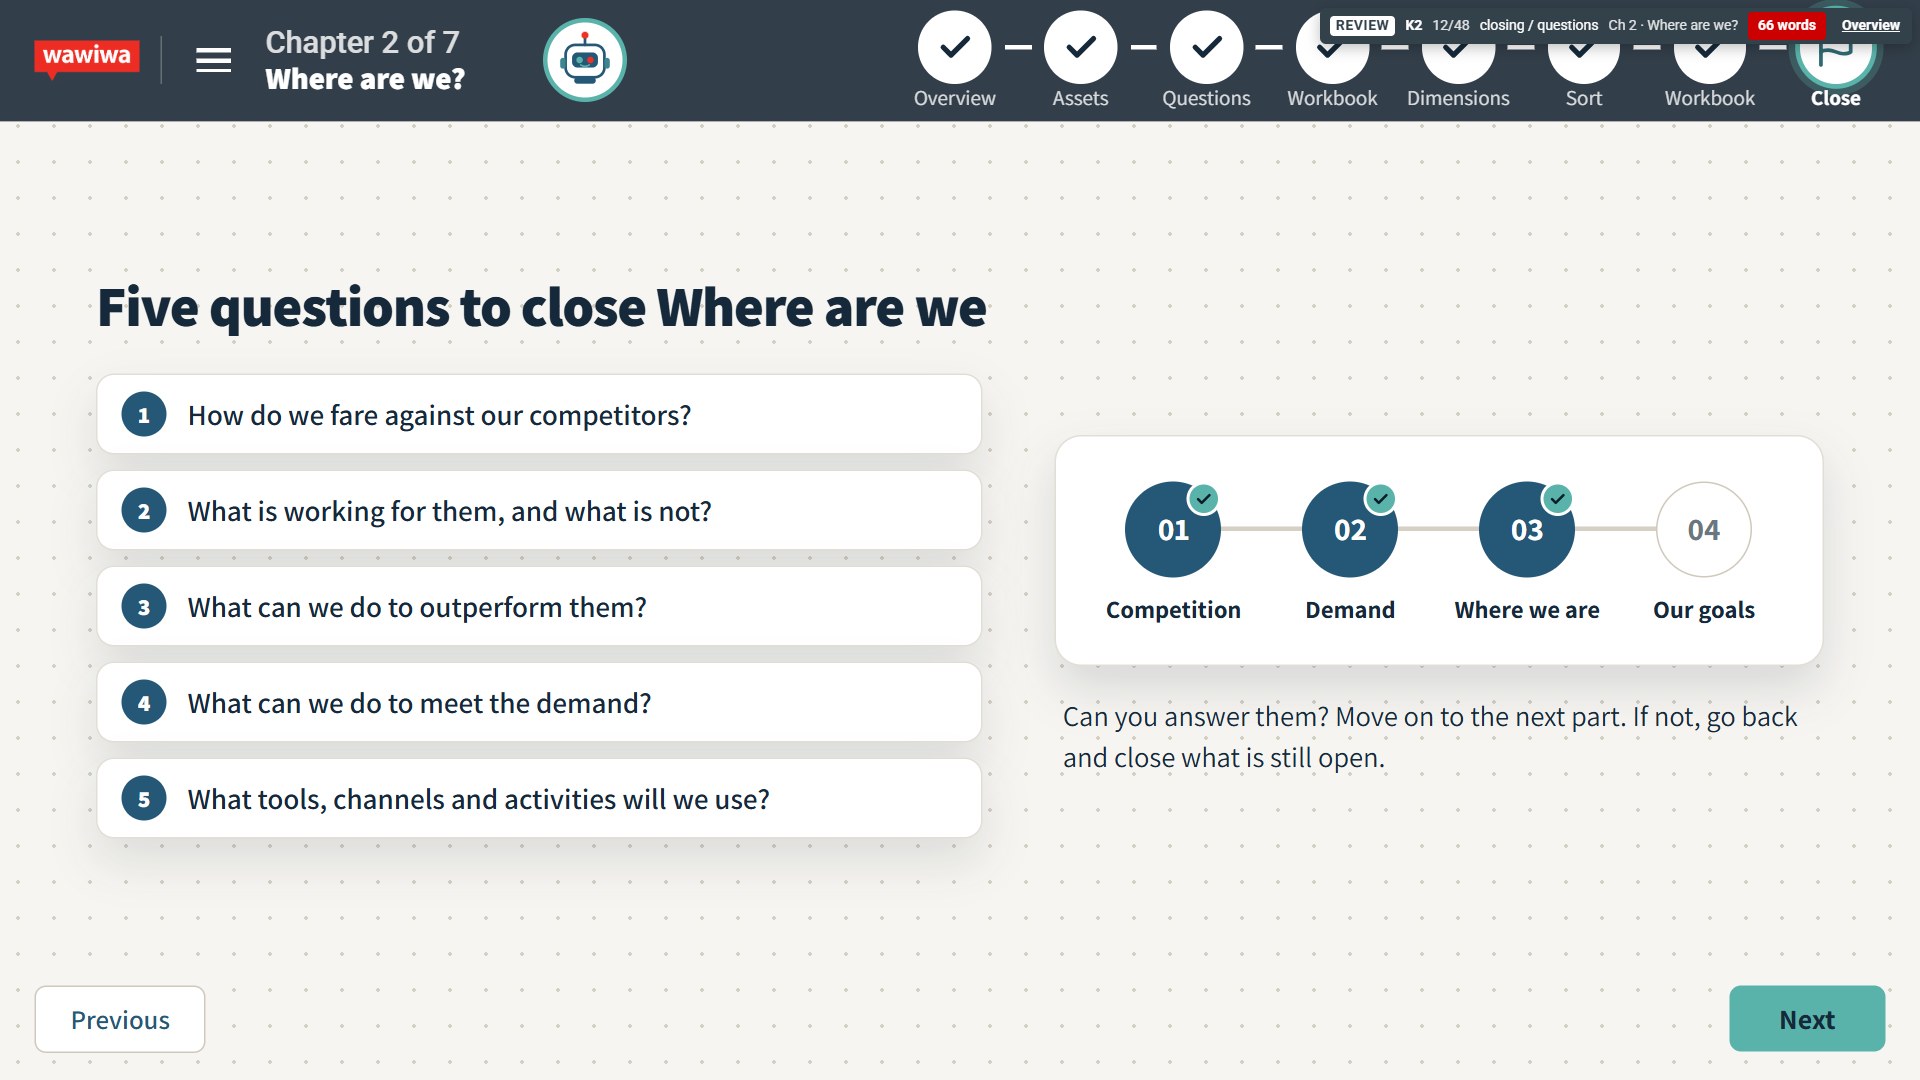 wawiwa
Chapter 2 of 7
Where are we?
REVIEW K2 12/48 closing / questions Ch 2 · Where are we? 66 words Overview
Overview
Assets
Questions
Workbook
Dimensions
Sort
Workbook
Close
Five questions to close Where are we
1 How do we fare against our competitors?
2 What is working for them, and what is not?
3 What can we do to outperform them?
4 What can we do to meet the demand?
5 What tools, channels and activities will we use?
01 02 03 04
Competition Demand Where we are Our goals
Can you answer them? Move on to the next part. If not, go back
and close what is still open.
Previous
Next